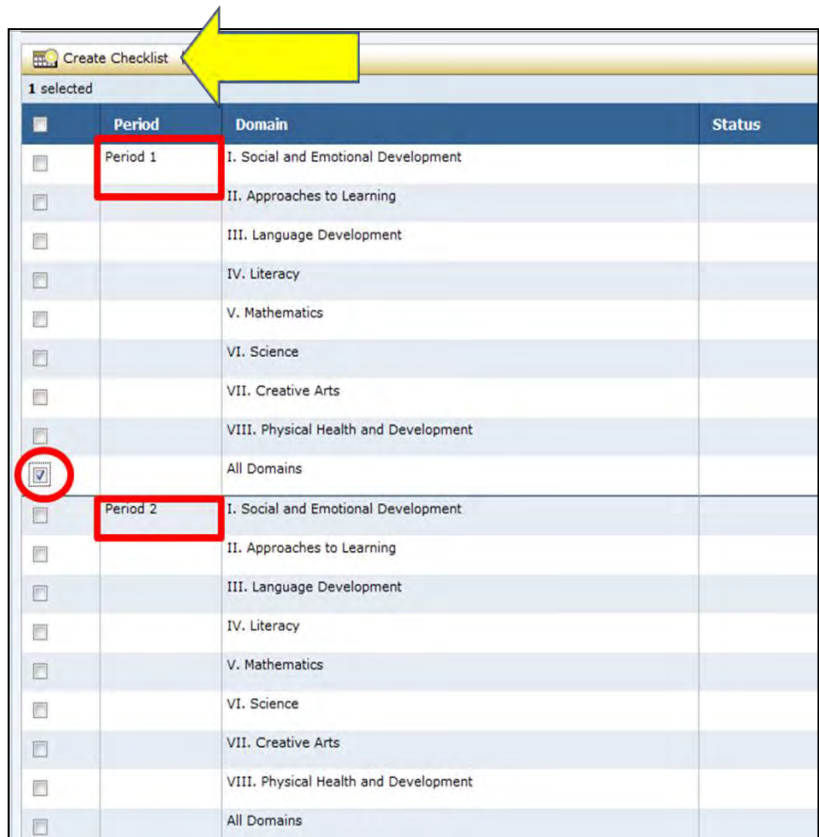 Create Checklist
1 selected
Period Domain Status
Period 1 I. Social and Emotional Development
II. Approaches to Learning
III. Language Development
IV. Literacy
V. Mathematics
VI. Science
VII. Creative Arts
VIII. Physical Health and Development
All Domains
Period 2 I. Social and Emotional Development
II. Approaches to Learning
III. Language Development
IV. Literacy
V. Mathematics
VI. Science
VII. Creative Arts
VIII. Physical Health and Development
All Domains